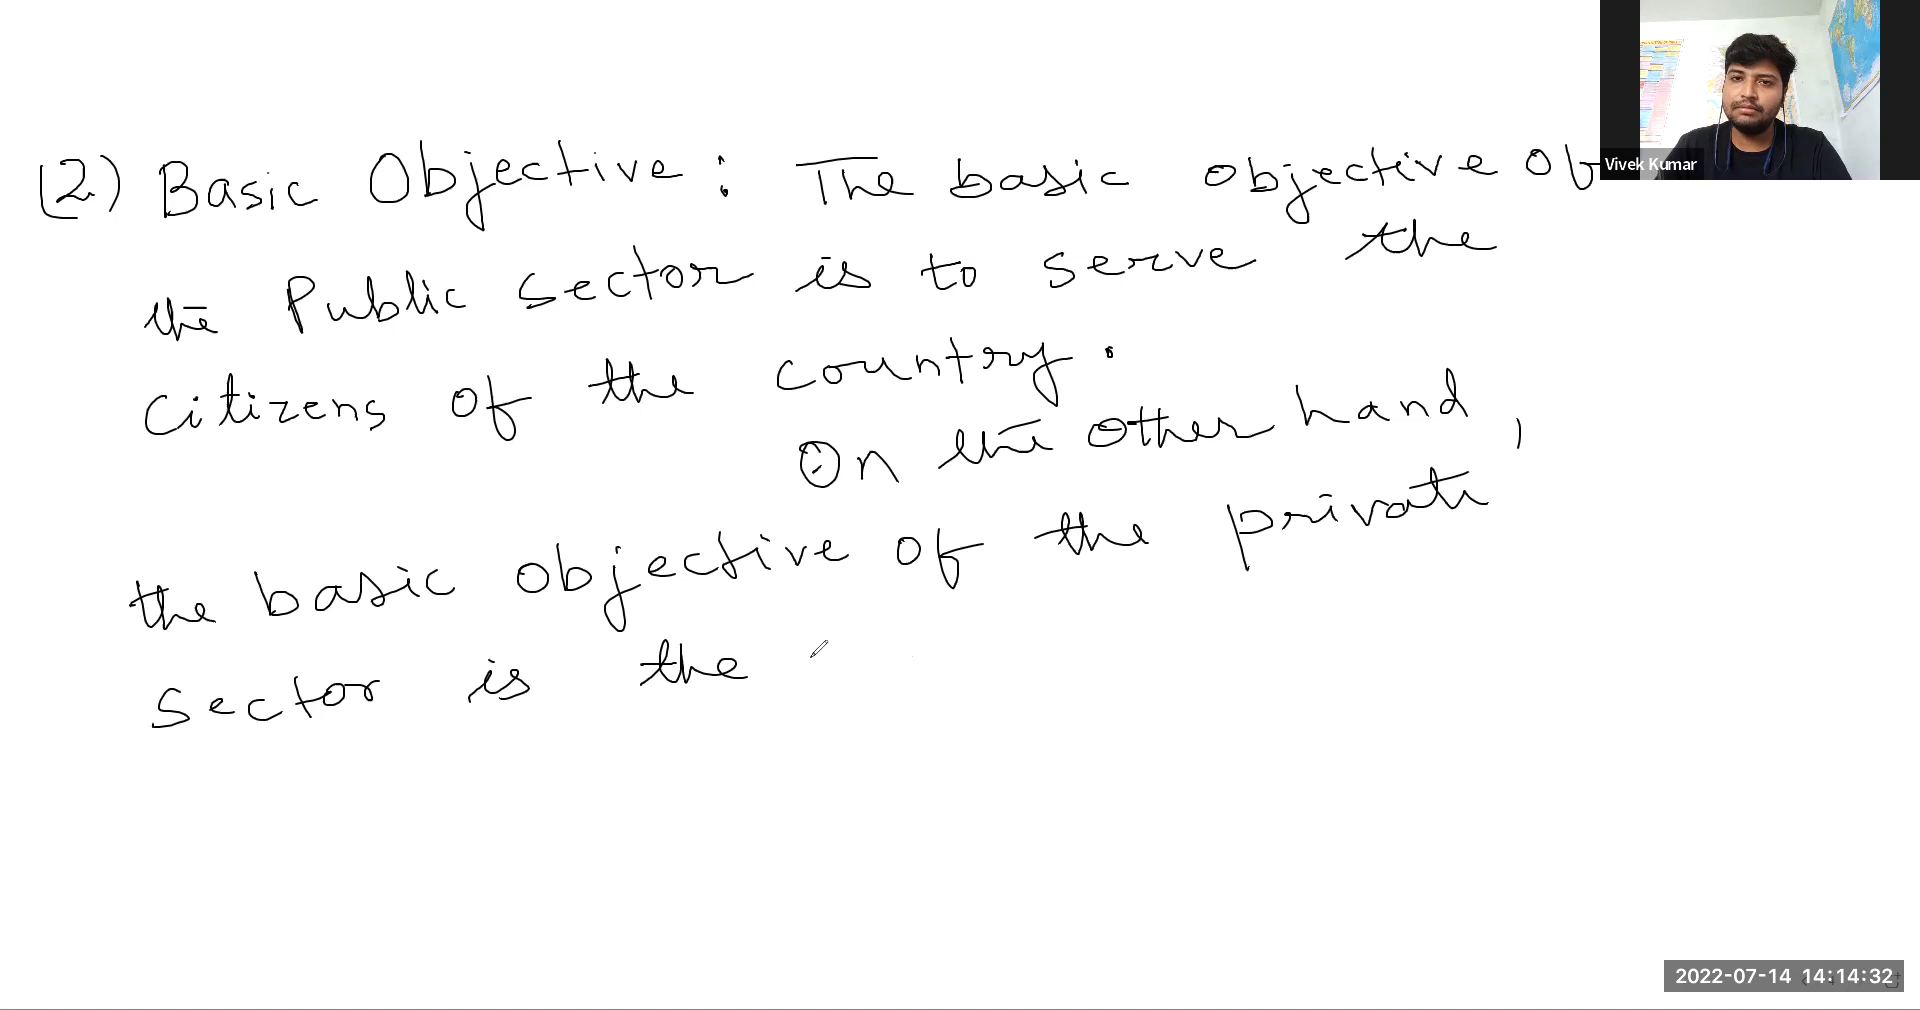 (2) Basic Objective : The basic objective of
the Public sector is to serve the
citizens of the country.
On the other hand,
the basic objective of the private
sector is the
Vivek Kumar
2022-07-14 14:14:32